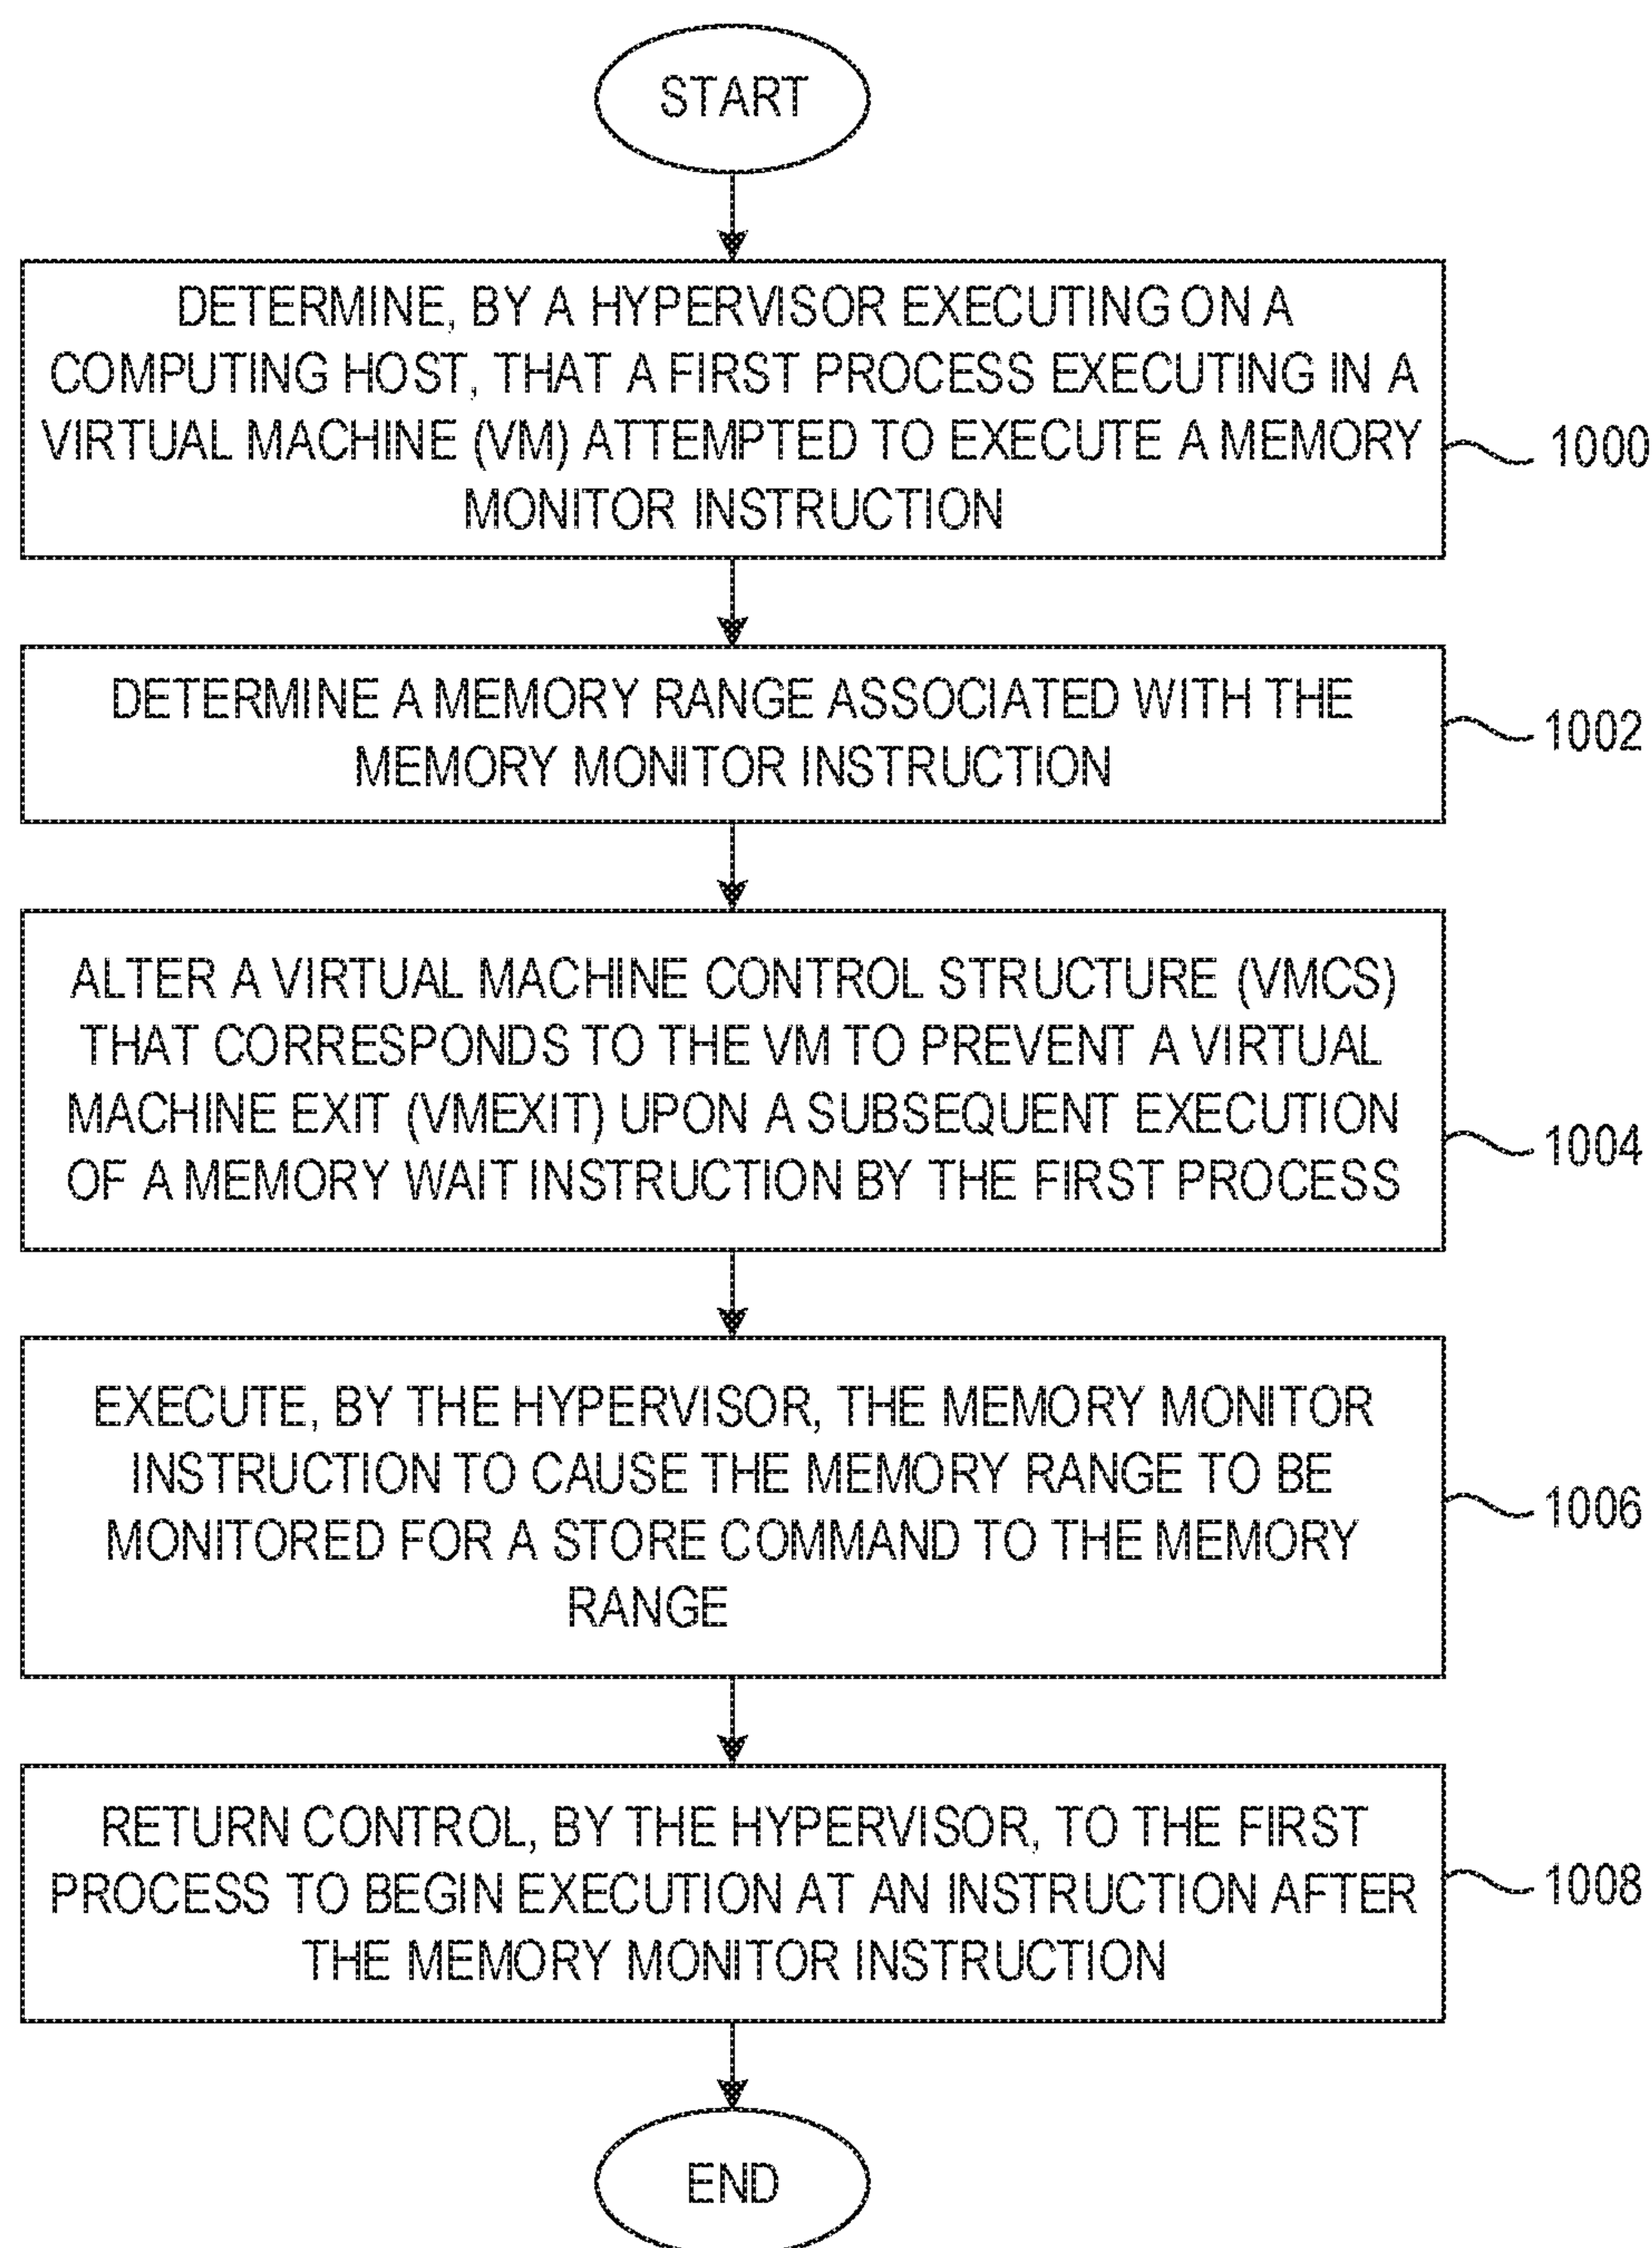 START
DETERMINE, BY A HYPERVISOR EXECUTING ON A
COMPUTING HOST, THAT A FIRST PROCESS EXECUTING IN A
VIRTUAL MACHINE (VM) ATTEMPTED TO EXECUTE A MEMORY
MONITOR INSTRUCTION
1000
DETERMINE A MEMORY RANGE ASSOCIATED WITH THE
MEMORY MONITOR INSTRUCTION
1002
ALTER A VIRTUAL MACHINE CONTROL STRUCTURE (VMCS)
THAT CORRESPONDS TO THE VM TO PREVENT A VIRTUAL
MACHINE EXIT (VMEXIT) UPON A SUBSEQUENT EXECUTION
OF A MEMORY WAIT INSTRUCTION BY THE FIRST PROCESS
1004
EXECUTE, BY THE HYPERVISOR, THE MEMORY MONITOR
INSTRUCTION TO CAUSE THE MEMORY RANGE TO BE
MONITORED FOR A STORE COMMAND TO THE MEMORY
RANGE
1006
RETURN CONTROL, BY THE HYPERVISOR, TO THE FIRST
PROCESS TO BEGIN EXECUTION AT AN INSTRUCTION AFTER
THE MEMORY MONITOR INSTRUCTION
1008
END